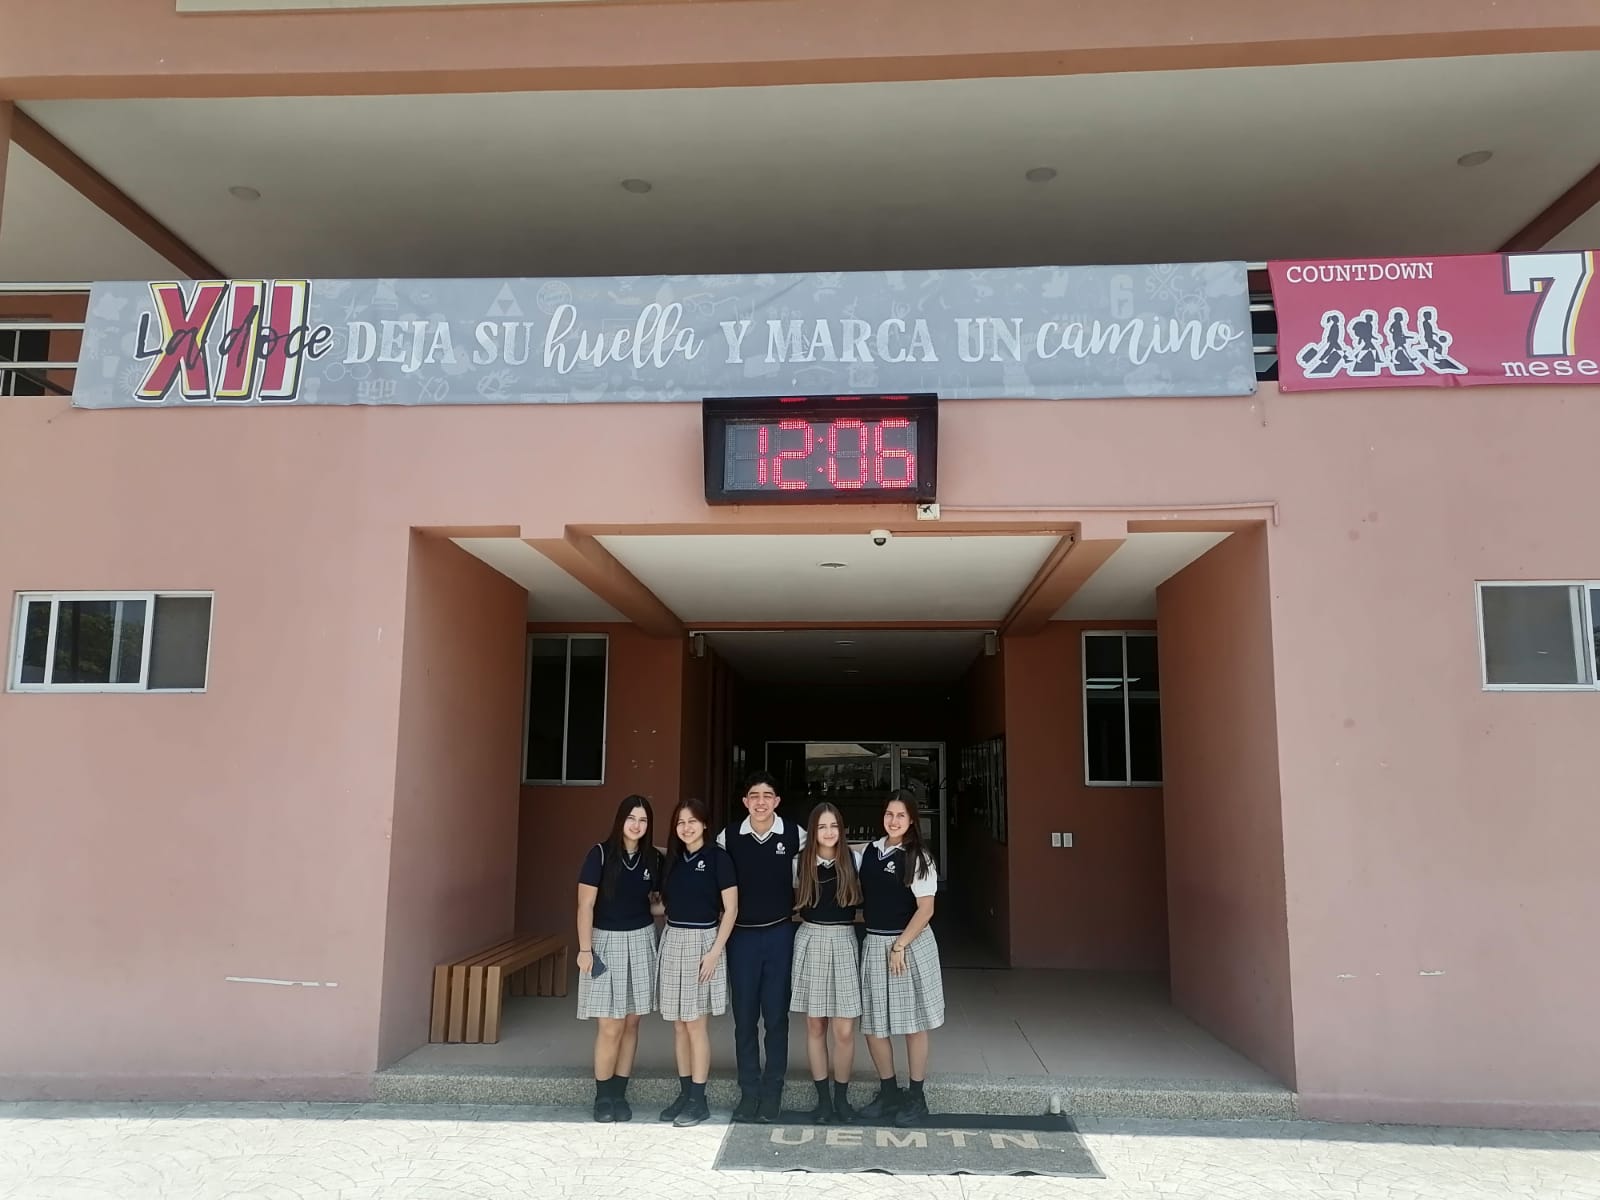 XII
La doce
DEJA SU huella Y MARCA UN camino
COUNTDOWN
7
mese
12:06
UEMTN